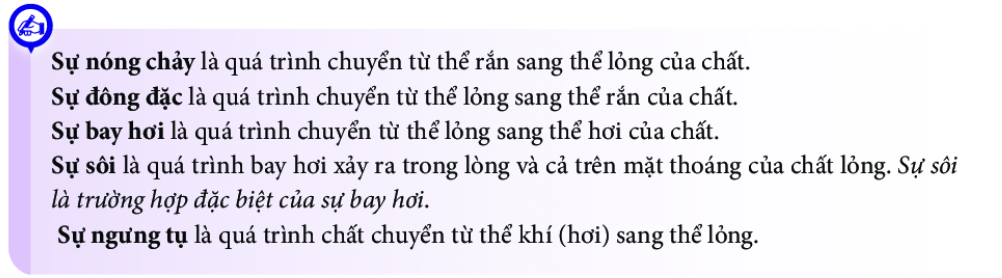 Sự nóng chảy là quá trình chuyển từ thể rắn sang thể lỏng của chất.
Sự đông đặc là quá trình chuyển từ thể lỏng sang thể rắn của chất.
Sự bay hơi là quá trình chuyển từ thể lỏng sang thể hơi của chất.
Sự sôi là quá trình bay hơi xảy ra trong lòng và cả trên mặt thoáng của chất lỏng. Sự sôi
là trường hợp đặc biệt của sự bay hơi.
Sự ngưng tụ là quá trình chất chuyển từ thể khí (hơi) sang thể lỏng.